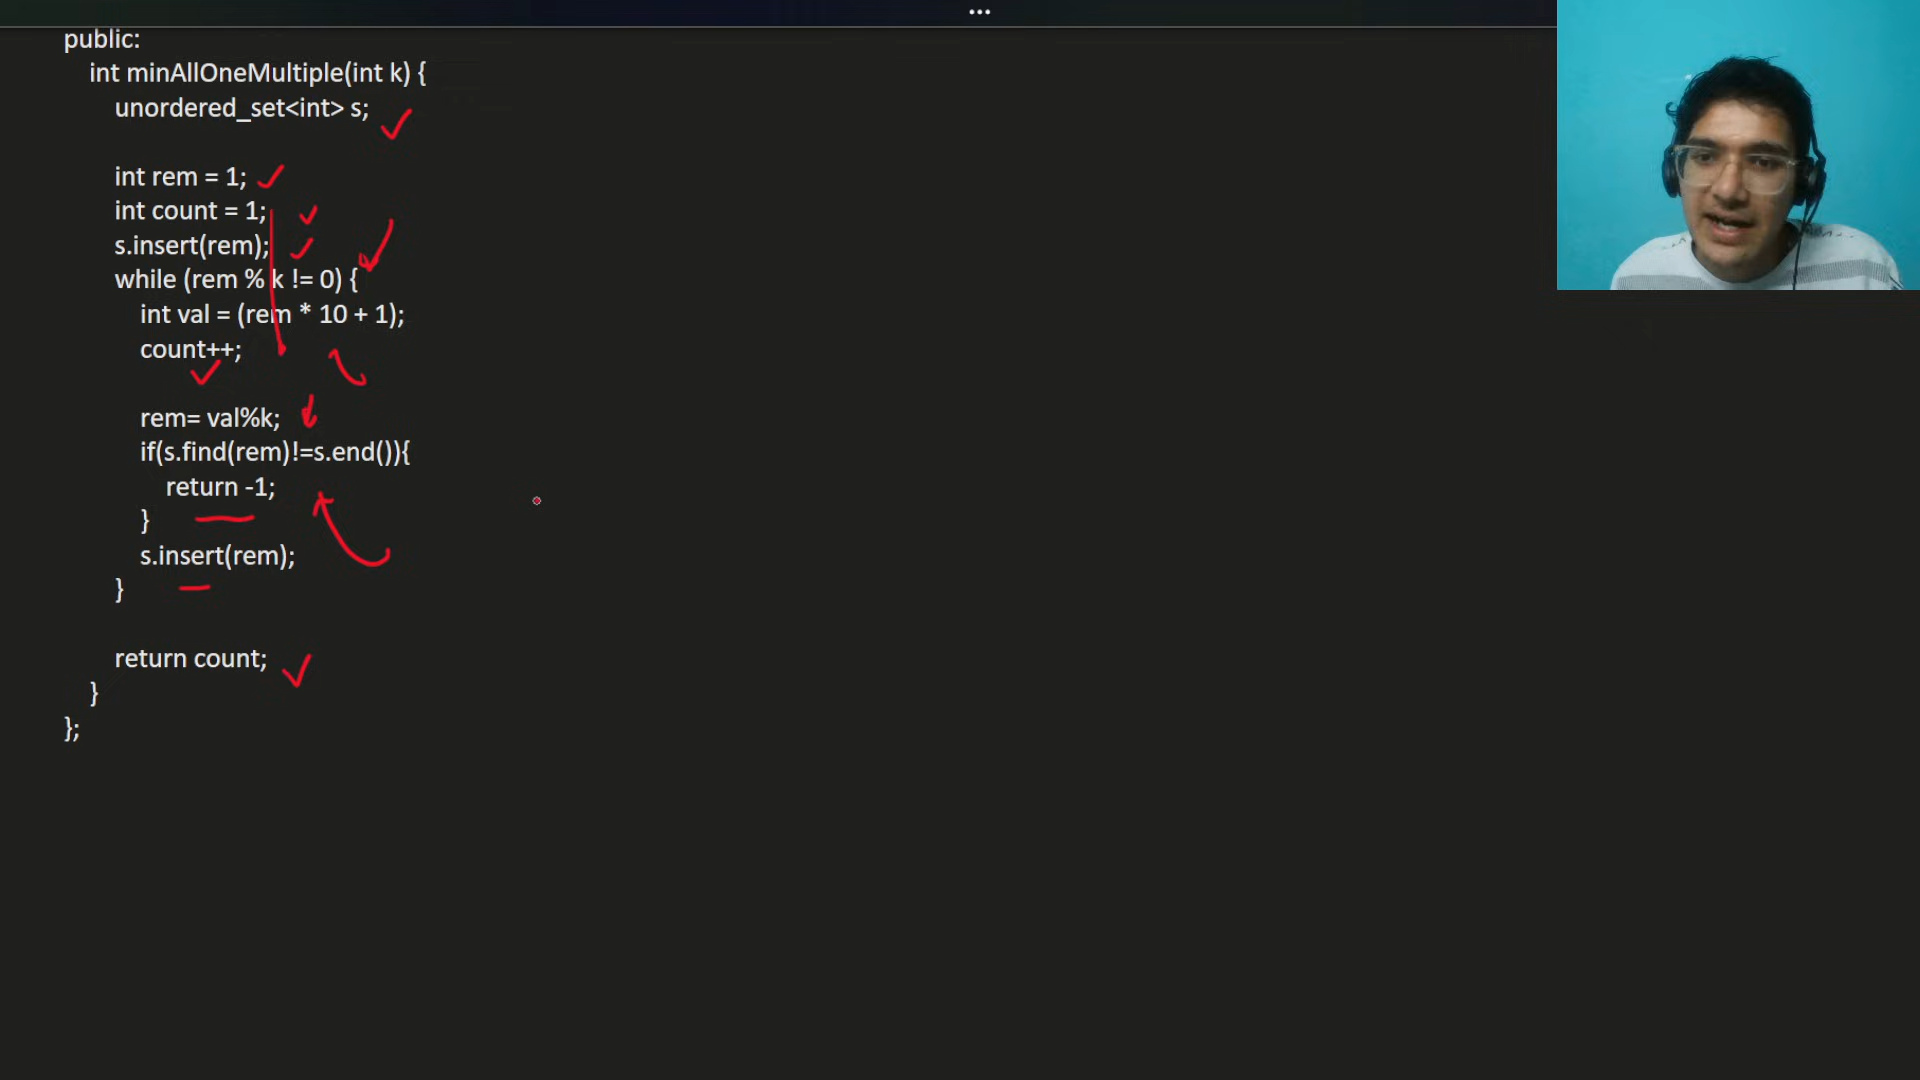 ...
public:
int minAllOneMultiple(int k) {
unordered_set<int> s;
int rem = 1;
int count = 1;
s.insert(rem);
while (rem % k != 0) {
int val = (rem * 10 + 1);
count++;
rem= val%k;
if(s.find(rem)!=s.end()){
return -1;
}
s.insert(rem);
}
return count;
}
};